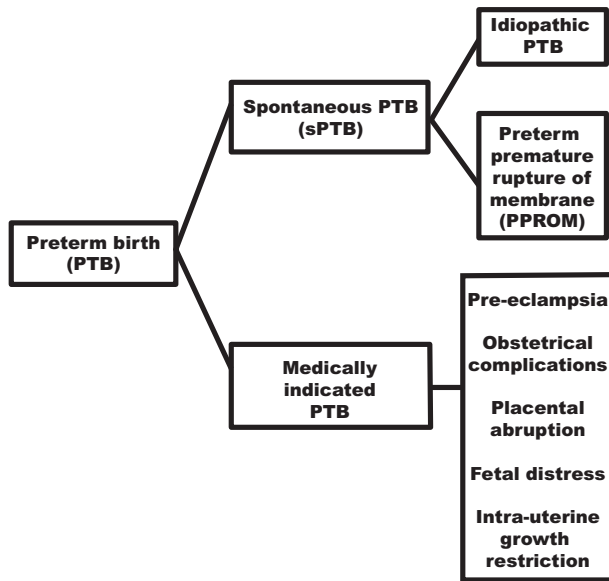 Idiopathic
PTB
Spontaneous PTB
(sPTB)
Preterm
premature
rupture of
membrane
(PPROM)
Preterm birth
(PTB)
Medically
indicated
PTB
Pre-eclampsia
Obstetrical
complications
Placental
abruption
Fetal distress
Intra-uterine
growth
restriction